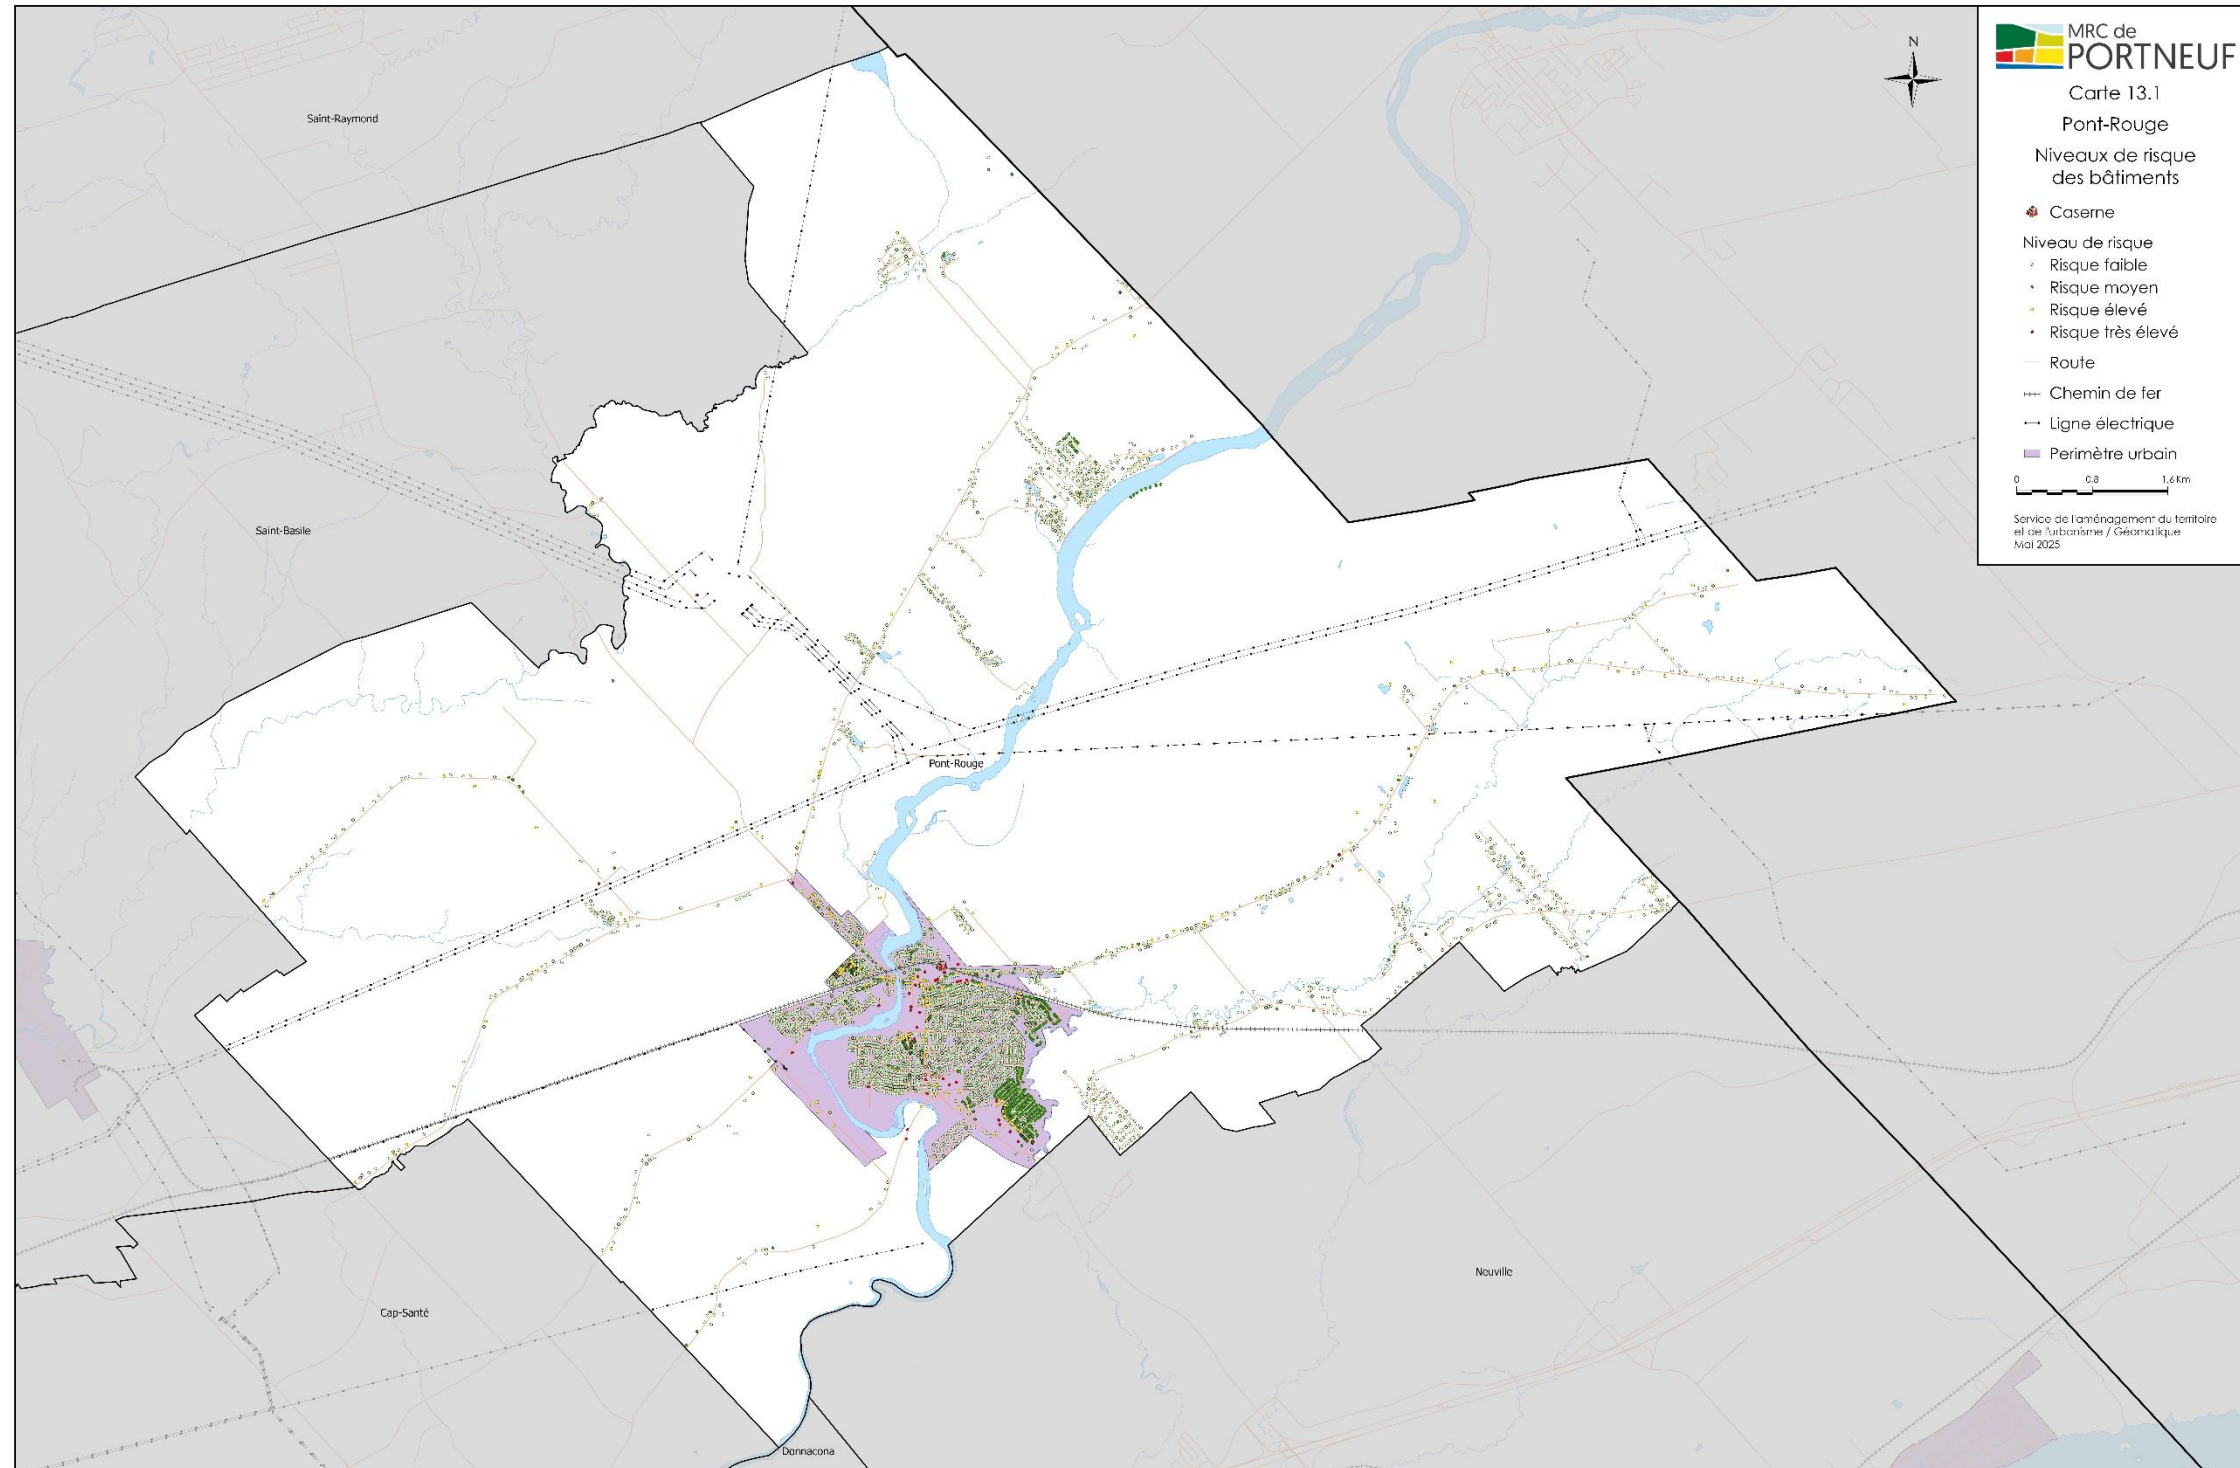 MRC de
PORTNEUF
Carte 13.1
Pont-Rouge
Niveaux de risque
des bâtiments
Caserne
Niveau de risque
Risque faible
Risque moyen
Risque élevé
Risque très élevé
Route
Chemin de fer
Ligne électrique
Perimètre urbain
0 0.8 1,6 Km
Service de l'aménagement du territoire
et de l'urbanisme / Géomatique
Mai 2025
N
Saint-Raymond
Saint-Basile
Pont-Rouge
Neuville
Cap-Santé
Donnacona